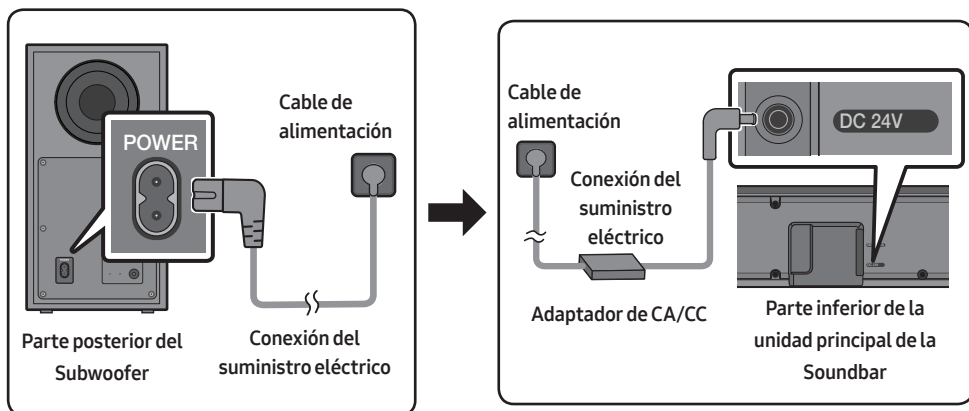 POWER
Cable de
alimentación
Parte posterior del
Subwoofer
Conexión del
suministro eléctrico
Cable de
alimentación
DC 24V
Conexión del
suministro
eléctrico
Adaptador de CA/CC
Parte inferior de la
unidad principal de la
Soundbar